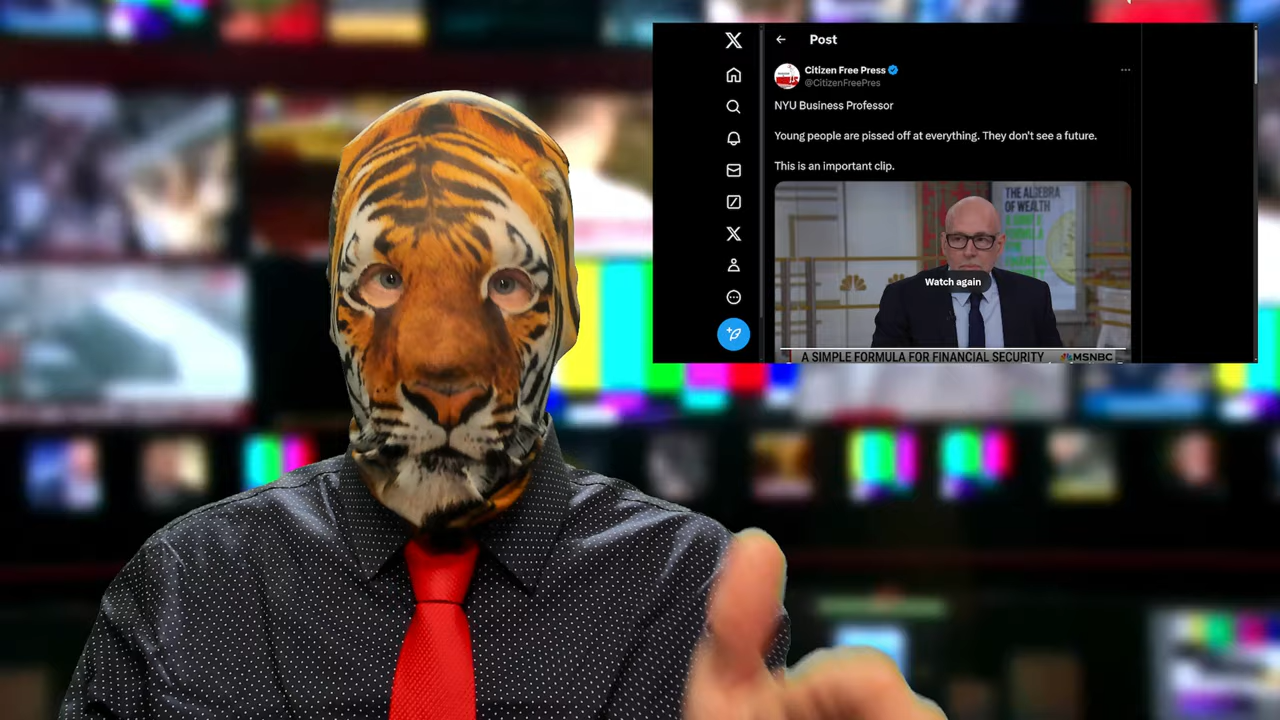 Post
Citizen Free Press
@CitizenFreePres
NYU Business Professor
Young people are pissed off at everything. They don't see a future.
This is an important clip.
THE ALGEBRA
OF WEALTH
Watch again
A SIMPLE FORMULA FOR FINANCIAL SECURITY
MSNBC